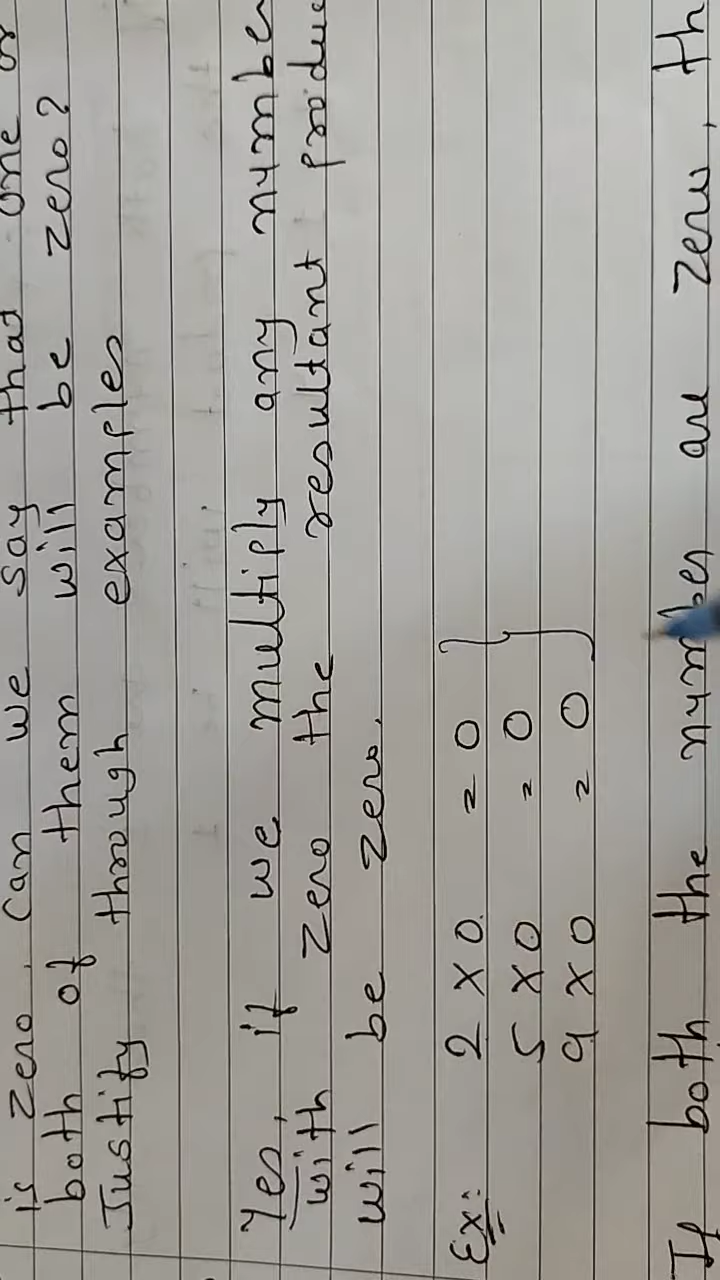 is zero. Can we say that one or
both of them will be zero?
Justify through examples
Yes, if we multiply any number
with zero the resultant produc
will be zero.
Ex: 2 X 0 = 0
5 X 0 = 0
9 X 0 = 0
If both the number are zero, th